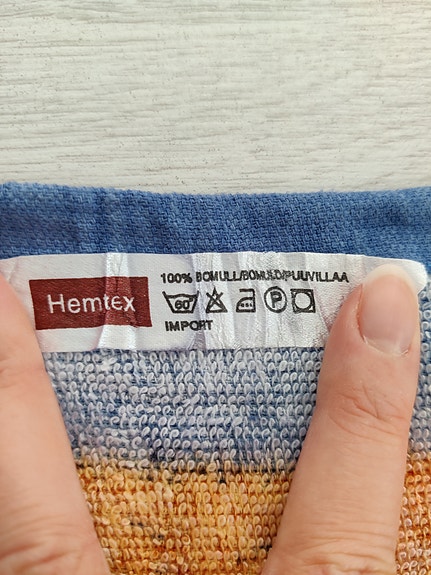 Hemtex
100% BOMULL/BOMULD/PUUVILLAA
60 P
IMPORT